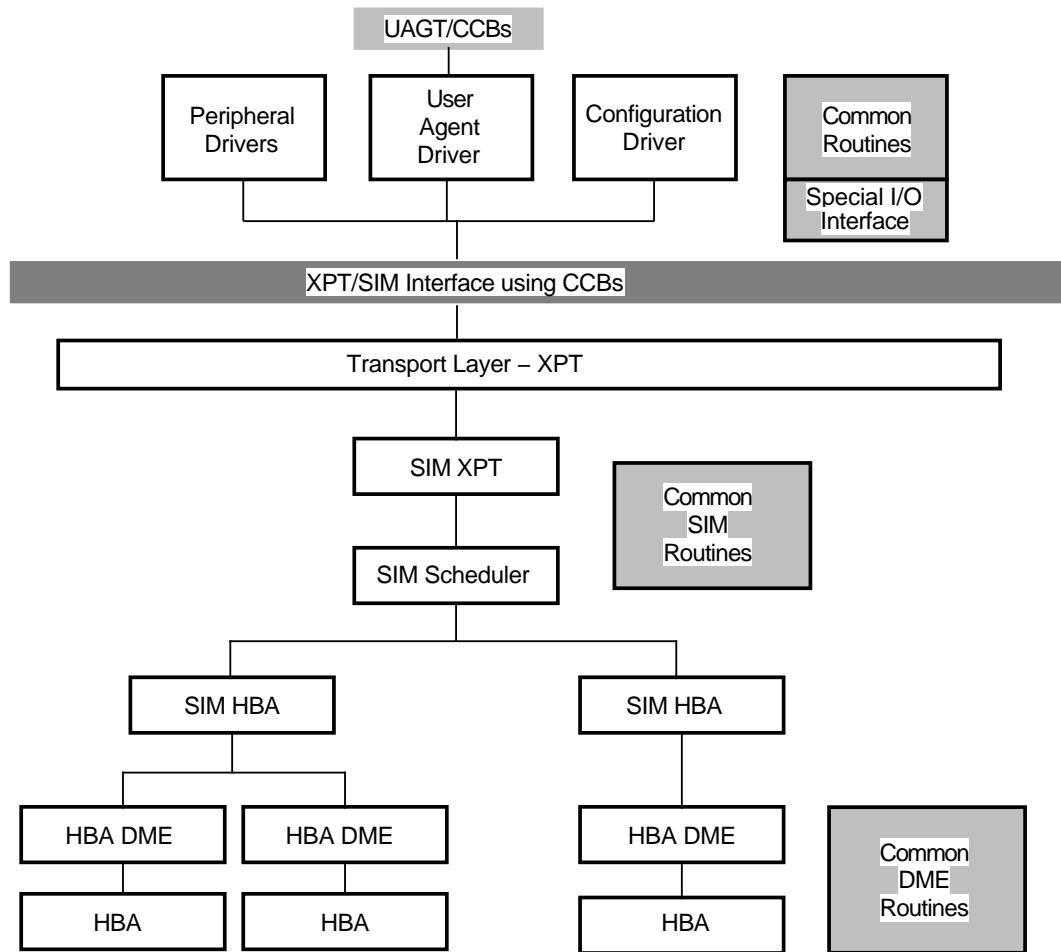 UAGT/CCBs
Peripheral
Drivers
User
Agent
Driver
Configuration
Driver
Common
Routines
Special I/O
Interface
XPT/SIM Interface using CCBs
Transport Layer – XPT
SIM XPT
Common
SIM
Routines
SIM Scheduler
SIM HBA
SIM HBA
HBA DME
HBA DME
HBA DME
Common
DME
Routines
HBA
HBA
HBA